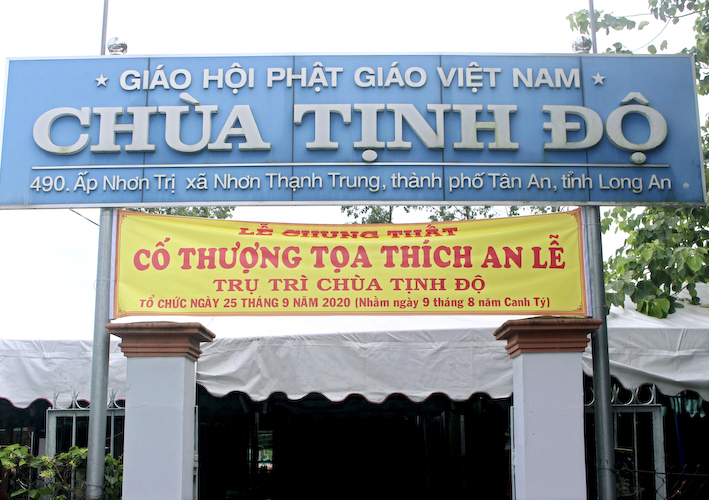 ★ GIÁO HỘI PHẬT GIÁO VIỆT NAM ★
CHÙA TỊNH ĐỘ
490. Ấp Nhơn Trị xã Nhơn Thạnh Trung, thành phố Tân An, tỉnh Long An
LỄ CHUNG THẤT
CỐ THƯỢNG TỌA THÍCH AN LỄ
TRỤ TRÌ CHÙA TỊNH ĐỘ
TỔ CHỨC NGÀY 25 THÁNG 9 NĂM 2020 (Nhằm ngày 9 tháng 8 năm Canh Tý)